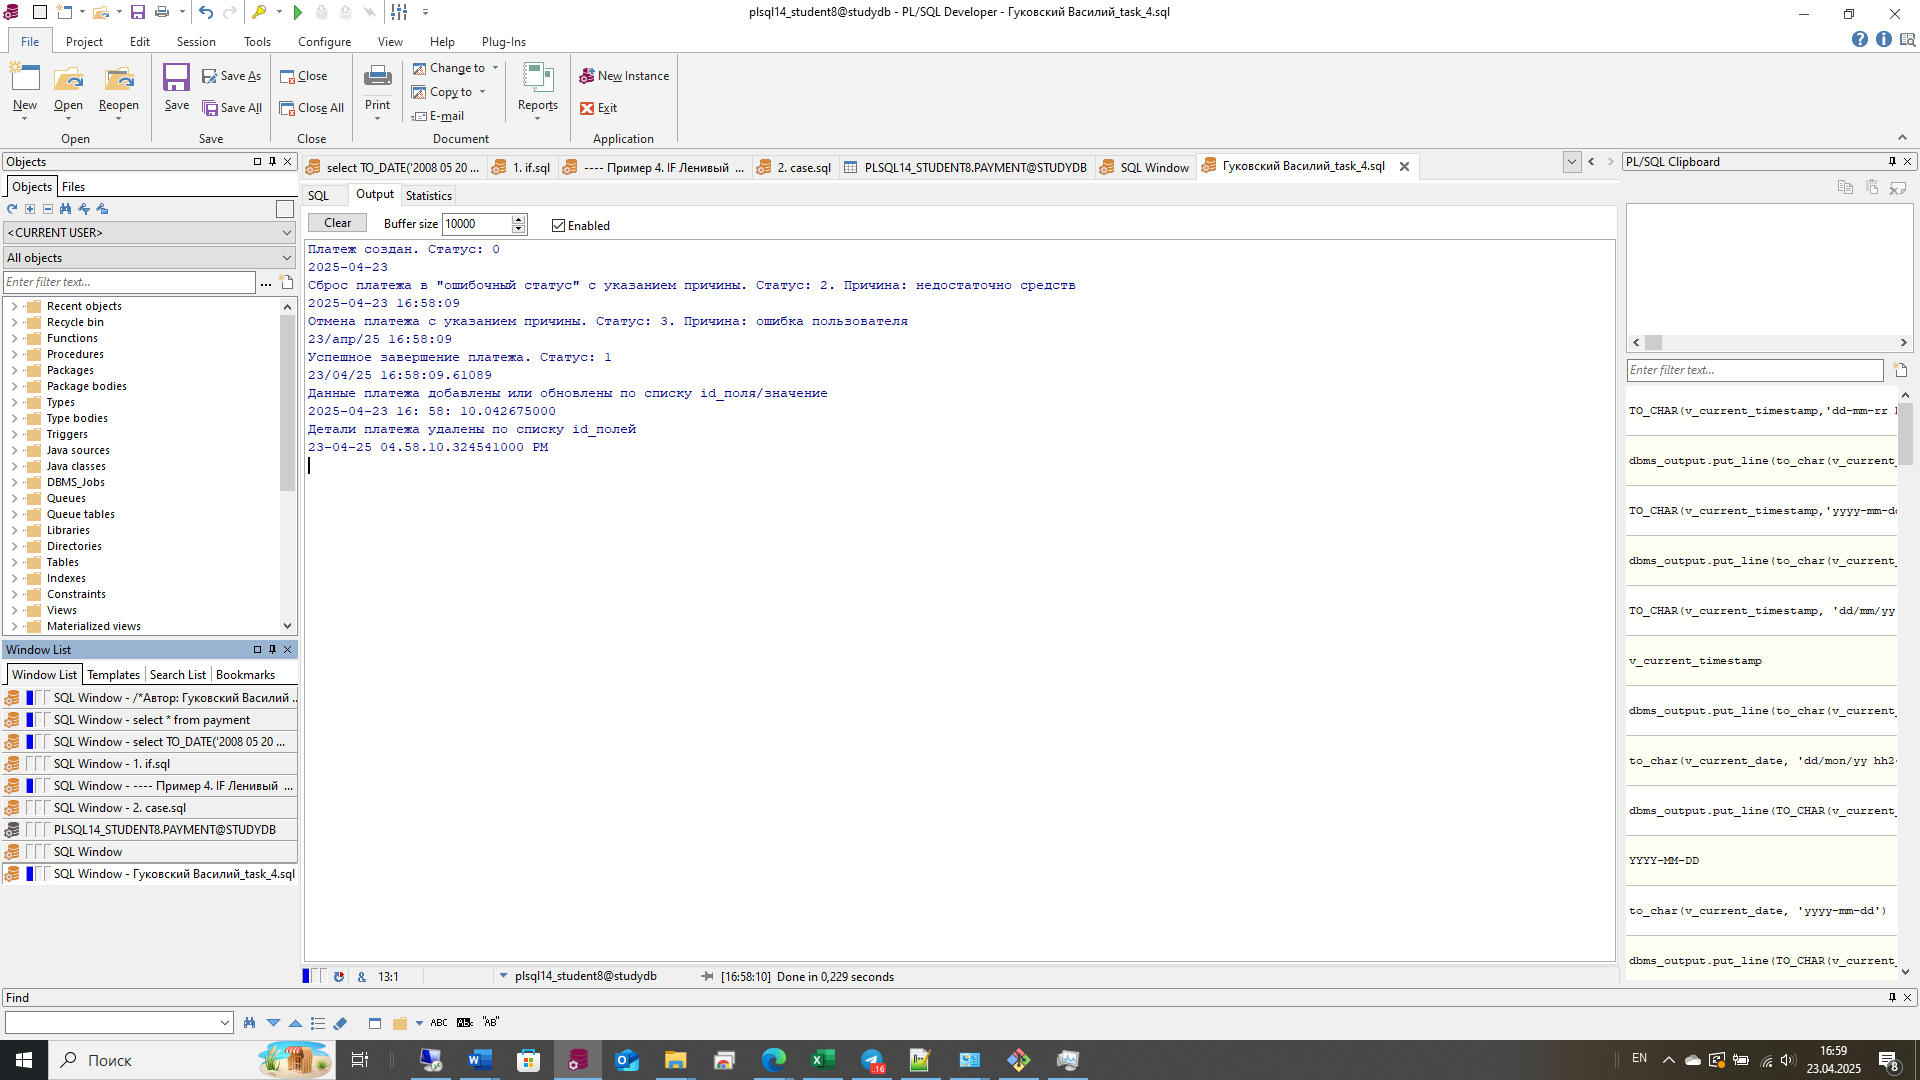 plsql14_student8@studydb - PL/SQL Developer - Гуковский Василий_task_4.sql
File Project Edit Session Tools Configure View Help Plug-Ins
New Open Reopen Save Save As Save All Close Close All Print Change to Copy to E-mail Reports New Instance Exit
Open Save Close Document Application
Objects
Objects Files
<CURRENT USER>
All objects
Enter filter text...
Recent objects
Recycle bin
Functions
Procedures
Packages
Package bodies
Types
Type bodies
Triggers
Java sources
Java classes
DBMS_Jobs
Queues
Queue tables
Libraries
Directories
Tables
Indexes
Constraints
Views
Materialized views
Window List
Window List Templates Search List Bookmarks
SQL Window - /*Автор: Гуковский Василий ..
SQL Window - select * from payment
SQL Window - select TO_DATE('2008 05 20 ...
SQL Window - 1. if.sql
SQL Window - ---- Пример 4. IF Ленивый ...
SQL Window - 2. case.sql
PLSQL14_STUDENT8.PAYMENT@STUDYDB
SQL Window
SQL Window - Гуковский Василий_task_4.sql
select TO_DATE('2008 05 20 ... 1. if.sql ---- Пример 4. IF Ленивый ... 2. case.sql PLSQL14_STUDENT8.PAYMENT@STUDYDB SQL Window Гуковский Василий_task_4.sql
SQL Output Statistics
Clear Buffer size 10000 Enabled
Платеж создан. Статус: 0
2025-04-23
Сброс платежа в "ошибочный статус" с указанием причины. Статус: 2. Причина: недостаточно средств
2025-04-23 16:58:09
Отмена платежа с указанием причины. Статус: 3. Причина: ошибка пользователя
23/апр/25 16:58:09
Успешное завершение платежа. Статус: 1
23/04/25 16:58:09.61089
Данные платежа добавлены или обновлены по списку id_поля/значение
2025-04-23 16: 58: 10.042675000
Детали платежа удалены по списку id_полей
23-04-25 04.58.10.324541000 PM
& 13:1 plsql14_student8@studydb [16:58:10] Done in 0,229 seconds
PL/SQL Clipboard
Enter filter text...
TO_CHAR(v_current_timestamp,'dd-mm-rr
dbms_output.put_line(to_char(v_current_
TO_CHAR(v_current_timestamp,'yyyy-mm-dd
dbms_output.put_line(to_char(v_current_
TO_CHAR(v_current_timestamp, 'dd/mm/yy
v_current_timestamp
dbms_output.put_line(to_char(v_current_
to_char(v_current_date, 'dd/mon/yy hh24
dbms_output.put_line(TO_CHAR(v_current_
YYYY-MM-DD
to_char(v_current_date, 'yyyy-mm-dd')
dbms_output.put_line(TO_CHAR(v_current_
Find
ABC AB "AB"
Поиск
.16
EN
16:59
23.04.2025
8